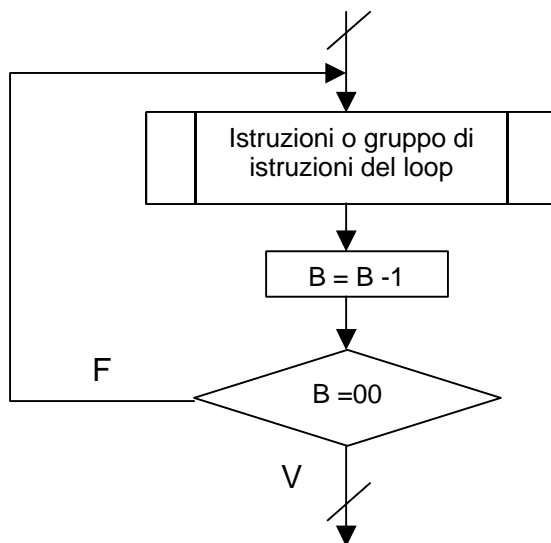 Istruzioni o gruppo di
istruzioni del loop
B = B -1
F
B =00
V